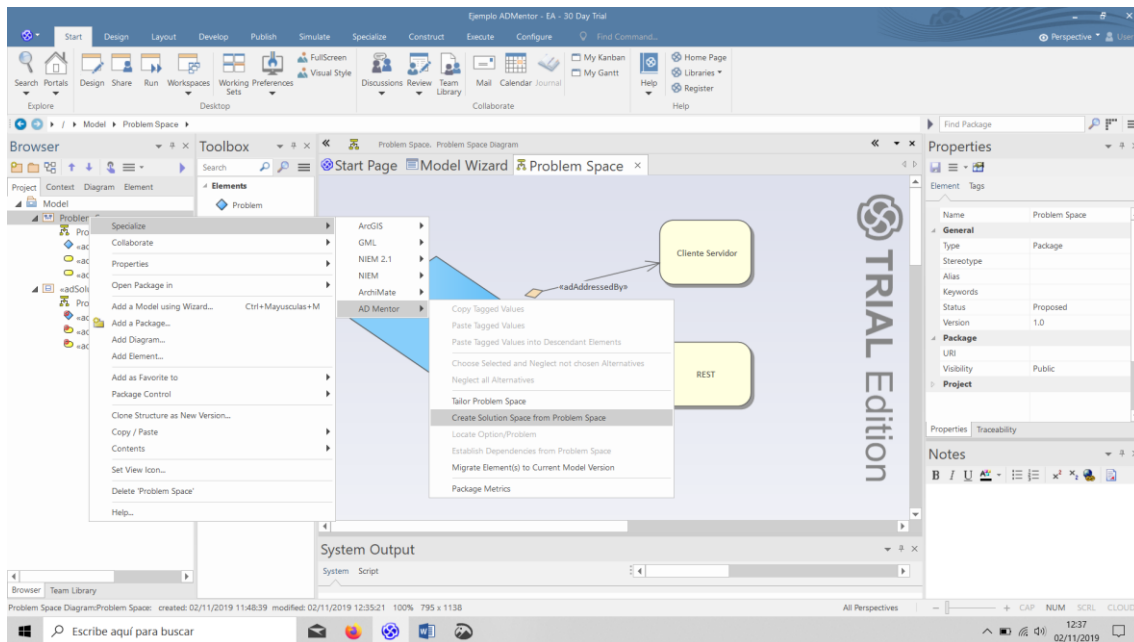 Ejemplo ADMentor - EA - 30 Day Trial
Start Design Layout Develop Publish Simulate Specialize Construct Execute Configure Find Command...
Perspective User
Search Portals Design Share Run Workspaces Working Sets Preferences
FullScreen
Visual Style
Discussions Review Team Library Mail Calendar Journal
My Kanban
My Gantt
Help
Home Page
Libraries
Register
Explore Desktop Collaborate Help
/ Model Problem Space
Find Package
Browser
Toolbox
Problem Space. Problem Space Diagram
Properties
Search
Start Page Model Wizard Problem Space
Project Context Diagram Element
Elements
Problem
Element Tags
Model
Problem
Pro
«ad
«ad
«ad
«adSolu
Pro
«ad
«ad
«ad
Specialize
Collaborate
Properties
Open Package in
Add a Model using Wizard... Ctrl+Mayusculas+M
Add a Package...
Add Diagram...
Add Element...
Add as Favorite to
Package Control
Clone Structure as New Version...
Copy / Paste
Contents
Set View Icon...
Delete 'Problem Space'
Help...
ArcGIS
GML
NIEM 2.1
NIEM
ArchiMate
AD Mentor
Copy Tagged Values
Paste Tagged Values
Paste Tagged Values into Descendant Elements
Choose Selected and Neglect not chosen Alternatives
Neglect all Alternatives
Tailor Problem Space
Create Solution Space from Problem Space
Locate Option/Problem
Establish Dependencies from Problem Space
Migrate Element(s) to Current Model Version
Package Metrics
Cliente Servidor
«adAddressedBy»
REST
TRIAL Edition
Name Problem Space
General
Type Package
Stereotype
Alias
Keywords
Status Proposed
Version 1.0
Package
URI
Visibility Public
Project
Properties Traceability
Notes
B I U
System Output
System Script
Browser Team Library
Problem Space Diagram:Problem Space: created: 02/11/2019 11:48:39 modified: 02/11/2019 12:35:21 100% 795 x 1138
All Perspectives
CAP NUM SCRL CLOUD
Escribe aquí para buscar
12:37
02/11/2019